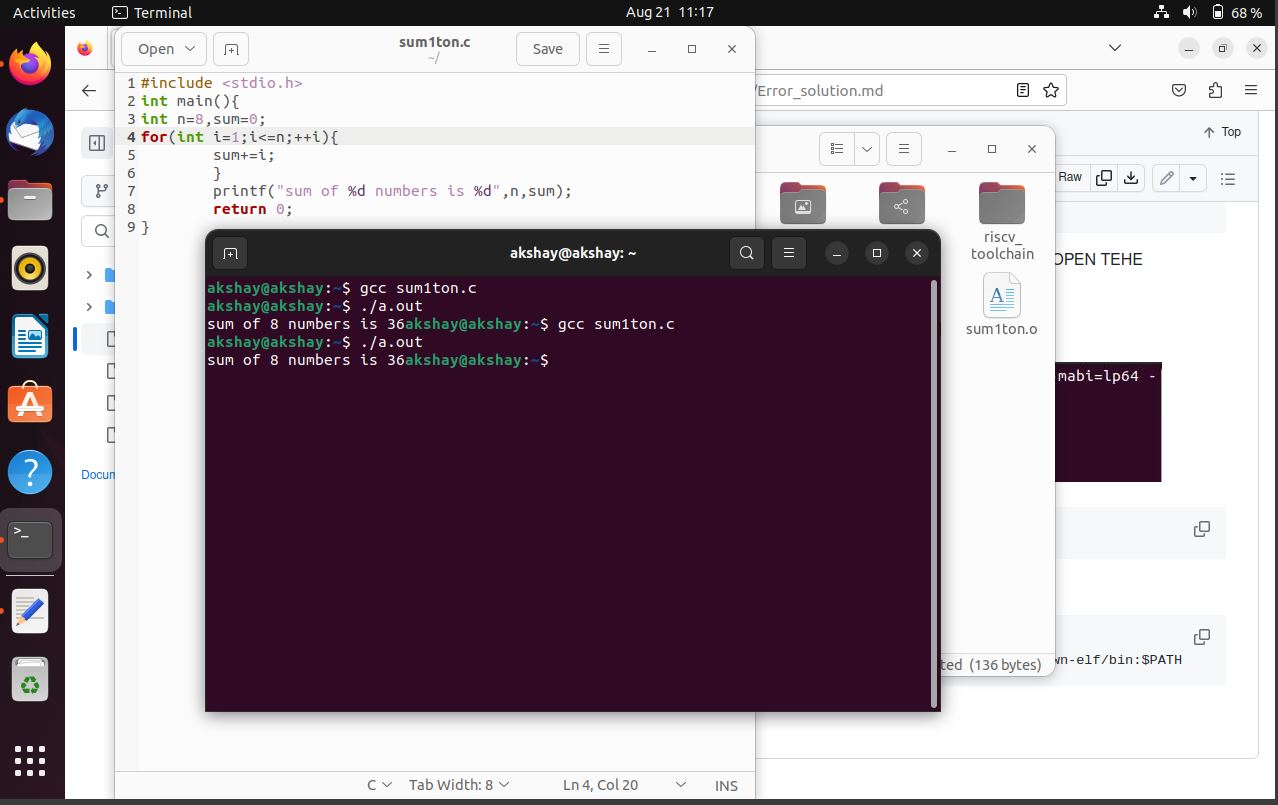 Activities
Terminal
Aug 21 11:17
68 %
Open
sum1ton.c
~/
Save
1 #include <stdio.h>
2 int main(){
3 int n=8,sum=0;
4 for(int i=1;i<=n;++i){
5 sum+=i;
6 }
7 printf("sum of %d numbers is %d",n,sum);
8 return 0;
9 }
/Error_solution.md
Top
Raw
riscv_
toolchain
sum1ton.o
OPEN TEHE
akshay@akshay: ~
akshay@akshay:~$ gcc sum1ton.c
akshay@akshay:~$ ./a.out
sum of 8 numbers is 36akshay@akshay:~$ gcc sum1ton.c
akshay@akshay:~$ ./a.out
sum of 8 numbers is 36akshay@akshay:~$
-mabi=lp64 -
Docum
ted (136 bytes)
wn-elf/bin:$PATH
C
Tab Width: 8
Ln 4, Col 20
INS